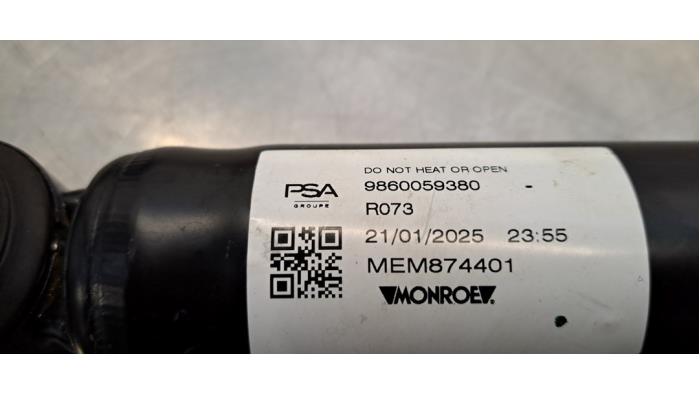 DO NOT HEAT OR OPEN
PSA
GROUPE
9860059380 -
R073
21/01/2025 23:55
MEM874401
MONROE